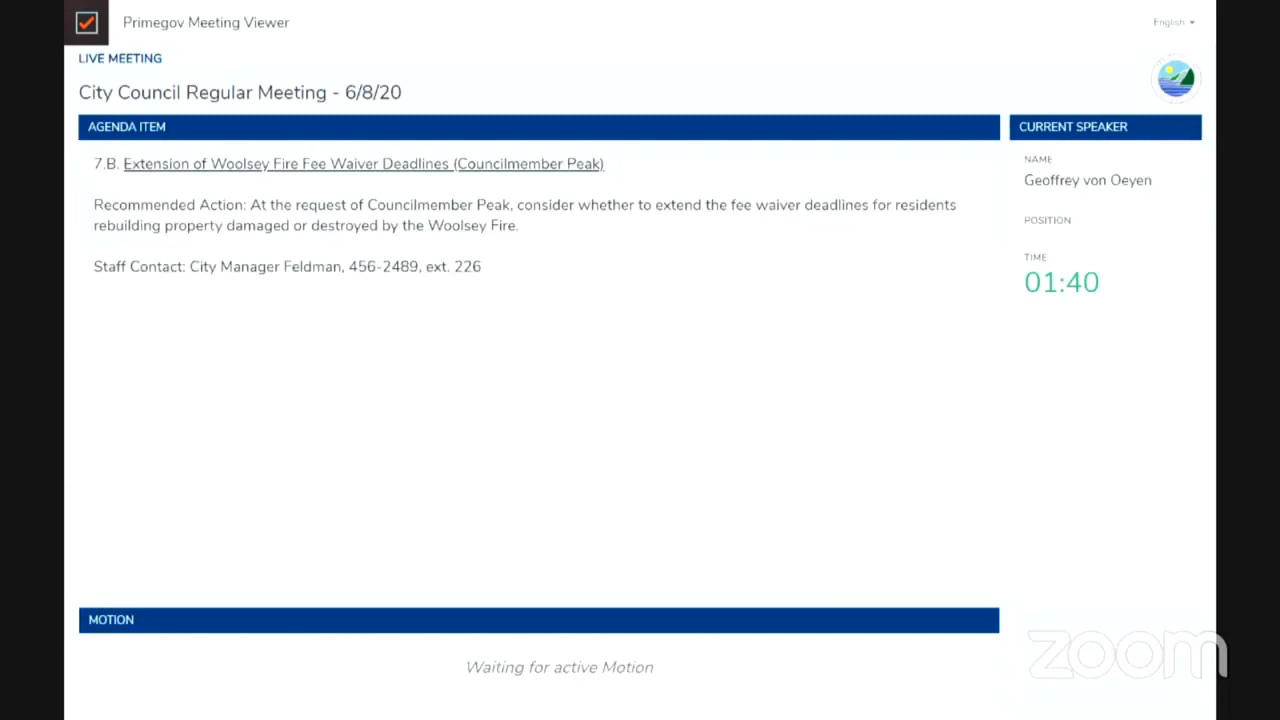 Primegov Meeting Viewer
English
LIVE MEETING
City Council Regular Meeting - 6/8/20
AGENDA ITEM
7.B. Extension of Woolsey Fire Fee Waiver Deadlines (Councilmember Peak)
Recommended Action: At the request of Councilmember Peak, consider whether to extend the fee waiver deadlines for residents
rebuilding property damaged or destroyed by the Woolsey Fire.
Staff Contact: City Manager Feldman, 456-2489, ext. 226
CURRENT SPEAKER
NAME
Geoffrey von Oeyen
POSITION
TIME
01:40
MOTION
Waiting for active Motion
zoom